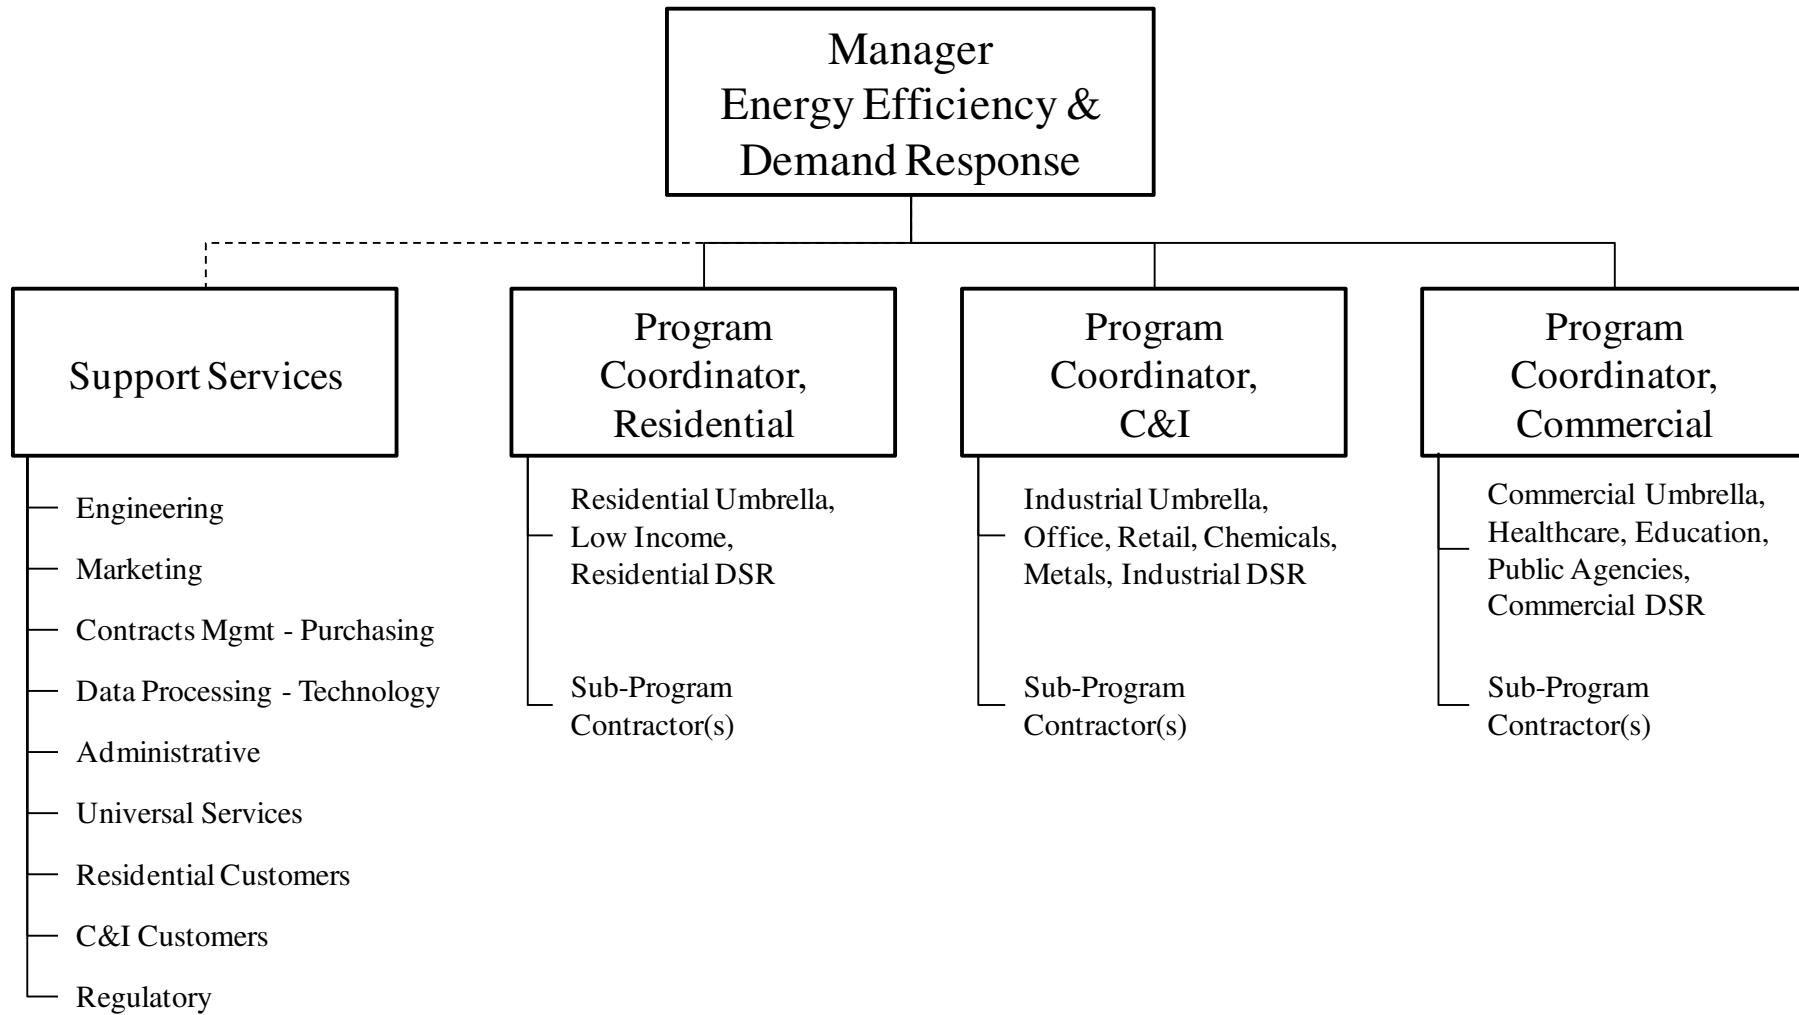 Manager
Energy Efficiency &
Demand Response
Support Services
Engineering
Marketing
Contracts Mgmt - Purchasing
Data Processing - Technology
Administrative
Universal Services
Residential Customers
C&I Customers
Regulatory
Program
Coordinator,
Residential
Residential Umbrella,
Low Income,
Residential DSR
Sub-Program
Contractor(s)
Program
Coordinator,
C&I
Industrial Umbrella,
Office, Retail, Chemicals,
Metals, Industrial DSR
Sub-Program
Contractor(s)
Program
Coordinator,
Commercial
Commercial Umbrella,
Healthcare, Education,
Public Agencies,
Commercial DSR
Sub-Program
Contractor(s)